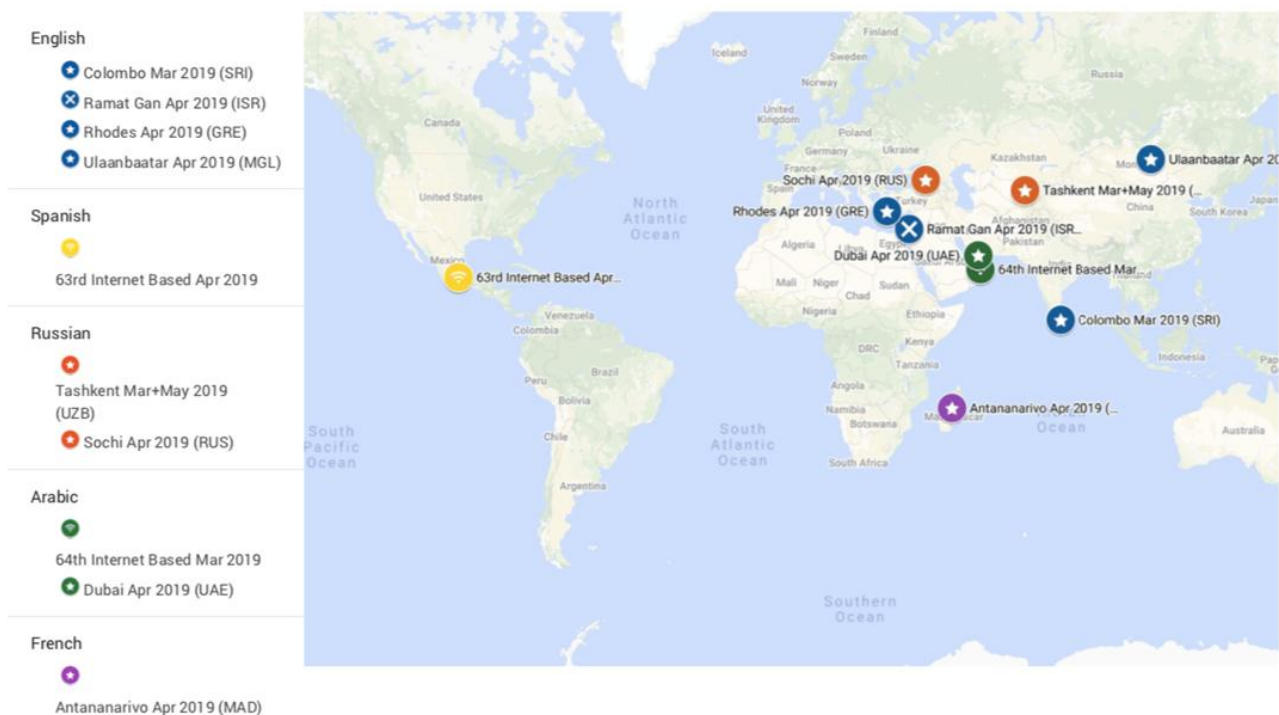 English
Colombo Mar 2019 (SRI)
Ramat Gan Apr 2019 (ISR)
Rhodes Apr 2019 (GRE)
Ulaanbaatar Apr 2019 (MGL)
Spanish
63rd Internet Based Apr 2019
Russian
Tashkent Mar+May 2019
(UZB)
Sochi Apr 2019 (RUS)
Arabic
64th Internet Based Mar 2019
Dubai Apr 2019 (UAE)
French
Antananarivo Apr 2019 (MAD)
Finland
Iceland
Sweden
Russia
Norway
Canada
United
Kingdom
Poland
Germany
Ukraine
Kazakhstan
France
Ulaanbaatar Apr 20
Sochi Apr 2019 (RUS)
Spain
Tashkent Mar+May 2019 (...
United States
Turkey
China
Japan
South Korea
North
Atlantic
Ocean
Rhodes Apr 2019 (GRE)
Afghanistan
Ramat Gan Apr 2019 (ISR...
Pakistan
Algeria
Libya
Egypt
Dubai Apr 2019 (UAE)
Mexico
63rd Internet Based Apr...
64th Internet Based Mar...
India
Thailand
Mali
Niger
Chad
Sudan
Nigeria
Ethiopia
Venezuela
Colombia
Colombo Mar 2019 (SRI)
DRC
Kenya
Tanzania
Indonesia
Peru
Brazil
Bolivia
Angola
Namibia
Botswana
Antananarivo Apr 2019 (...
Ocean
Chile
South
Pacific
Ocean
South
Atlantic
Ocean
South Africa
Australia
Argentina
Southern
Ocean